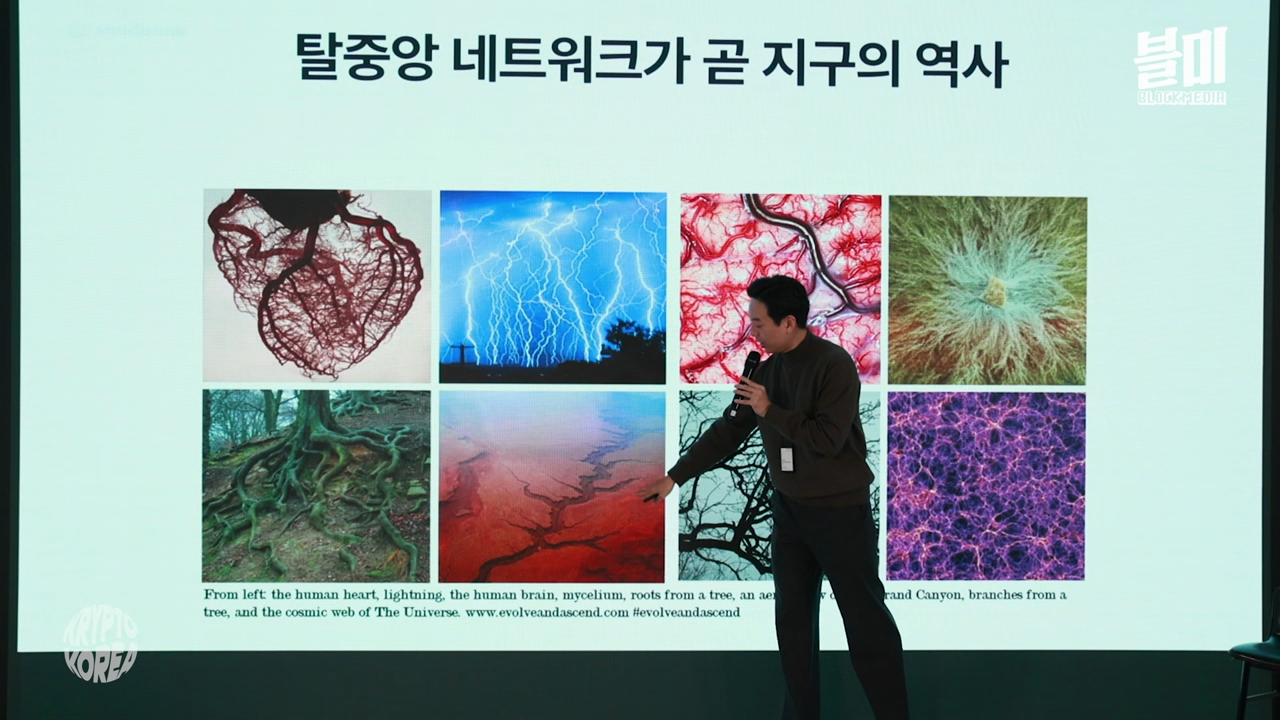 탈중앙 네트워크가 곧 지구의 역사
블미
BLOCKMEDIA
From left: the human heart, lightning, the human brain, mycelium, roots from a tree, an Canyon, branches from a
tree, and the cosmic web of The Universe. www.evolveandascend.com #evolveandascend
KRYPTO
KOREA